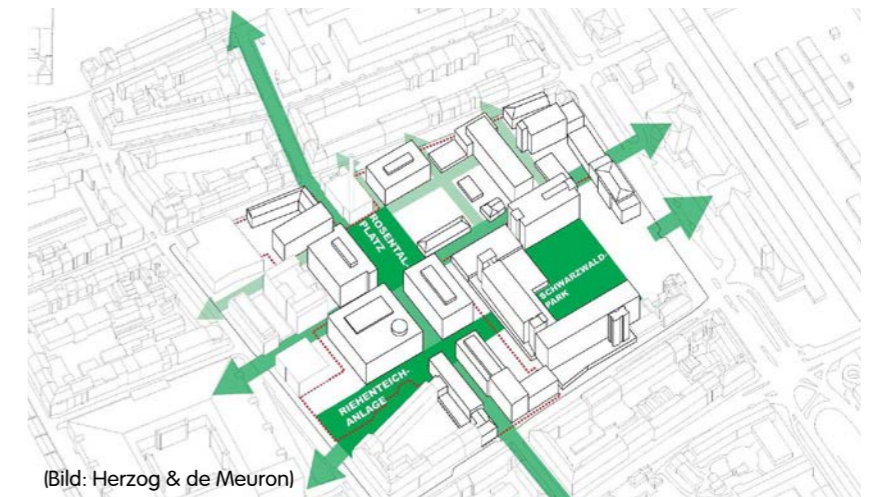 ROSENTAL-
PLATZ
SCHWARZWALD-
PARK
RIEHENTEICH-
ANLAGE
(Bild: Herzog & de Meuron)